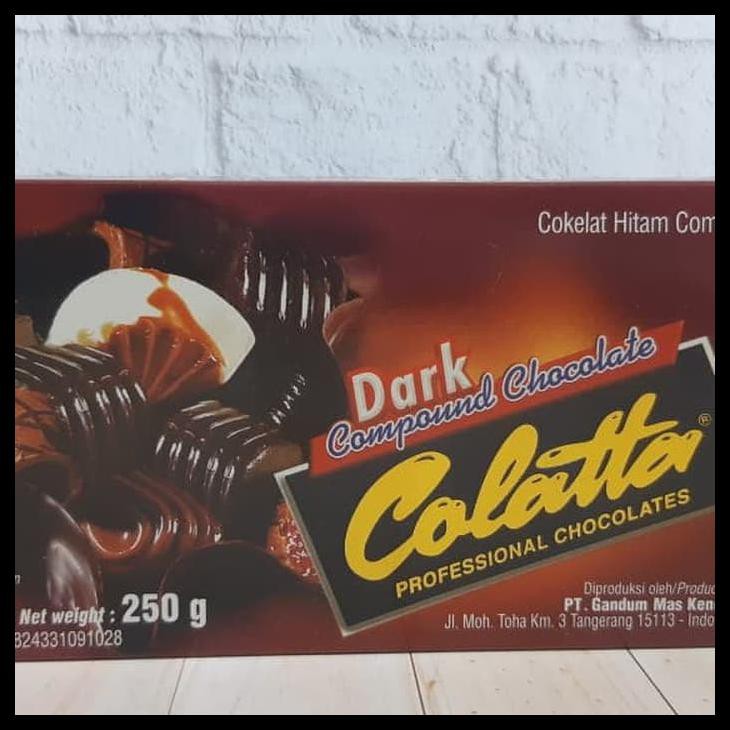 Cokelat Hitam Com
Dark
Compound Chocolate
Colatta®
PROFESSIONAL CHOCOLATES
Net weight : 250 g
824331091028
Diproduksi oleh/Produc
PT. Gandum Mas Ken
Jl. Moh. Toha Km. 3 Tangerang 15113 - Indo